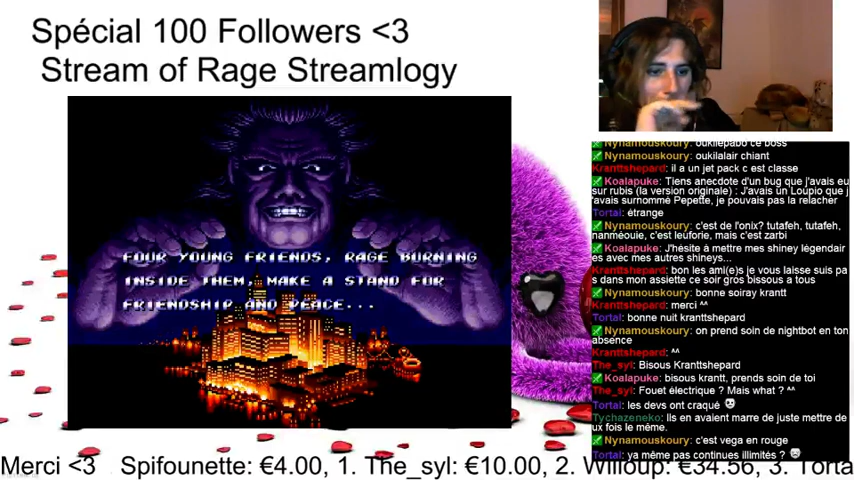 Spécial 100 Followers <3
Stream of Rage Streamlogy
FOUR YOUNG FRIENDS, RAGE BURNING
INSIDE THEM, MAKE A STAND FOR
FRIENDSHIP AND PEACE...
Nynamouskoury: oukilepabo ce boss
Nynamouskoury: oukilalair chiant
Kranttshepard: il a un jet pack c est classe
Koalapuke: Tiens anecdote d'un bug que j'avais eu
sur rubis (la version originale) : J'avais un Loupio que j
'avais surnommé Pepette, je pouvais pas la relacher
Tortal: étrange
Nynamouskoury: c'est de l'onix? tutafeh, tutafeh,
nanméouie, c'est leuforie, mais c'est zarbi
Koalapuke: J'hésite à mettre mes shiney légendair
es avec mes autres shineys...
Kranttshepard: bon les ami(e)s je vous laisse suis pa
s dans mon assiette ce soir gros bissous a tous
Nynamouskoury: bonne soiray krantt
Kranttshepard: merci ^^
Tortal: bonne nuit kranttshepard
Nynamouskoury: on prend soin de nightbot en ton
absence
Kranttshepard: ^^
The_syl: Bisous Kranttshepard
Koalapuke: bisous krantt, prends soin de toi
The_syl: Fouet électrique ? Mais what ? ^^
Tortal: les devs ont craqué
Tychazeneko: Ils en avaient marre de juste mettre de
ux fois le même.
Nynamouskoury: c'est vega en rouge
Tortal: ya même pas continues illimités ?
Merci <3 Spifounette: €4.00, 1. The_syl: €10.00, 2. Willoup: €34.56, 3. Torta